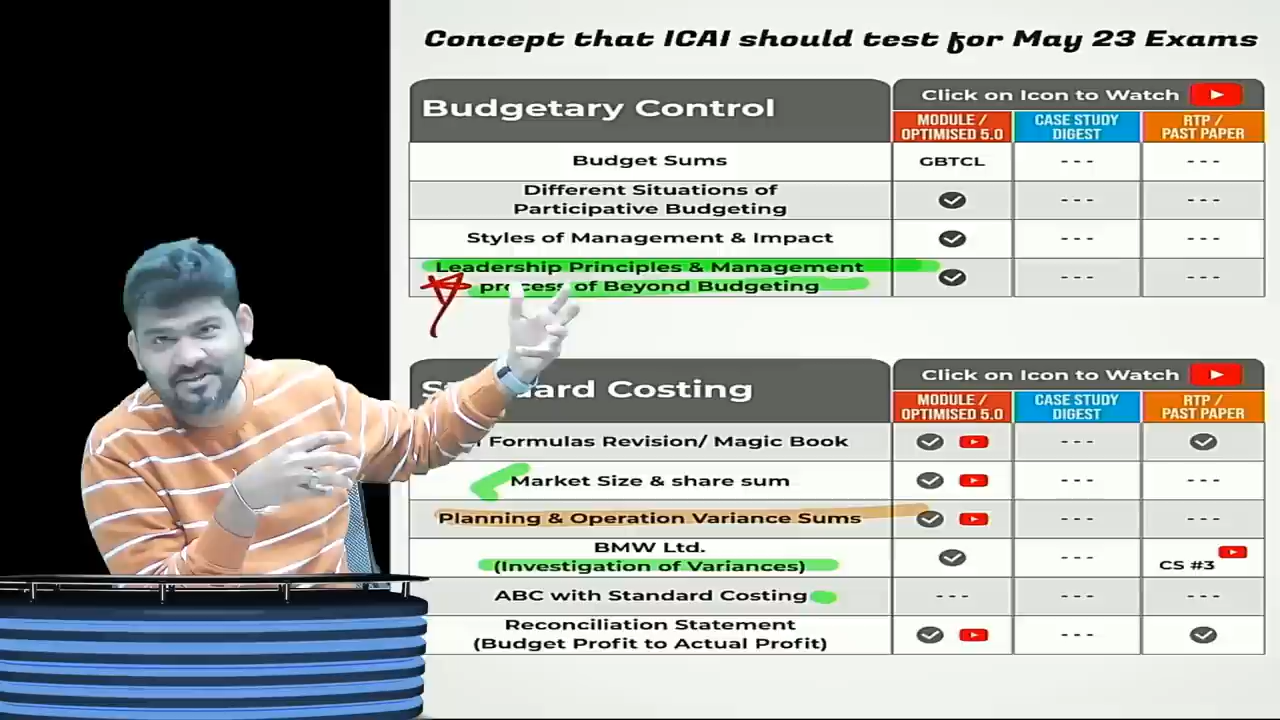 Concept that ICAI should test for May 23 Exams
Budgetary Control
Click on Icon to Watch
MODULE / OPTIMISED 5.0
CASE STUDY DIGEST
RTP / PAST PAPER
Budget Sums GBTCL --- ---
Different Situations of
Participative Budgeting --- ---
Styles of Management & Impact --- ---
Leadership Principles & Management
process of Beyond Budgeting --- ---
Costing
Click on Icon to Watch
MODULE / OPTIMISED 5.0
CASE STUDY DIGEST
RTP / PAST PAPER
Formulas Revision/ Magic Book ---
Market Size & share sum --- ---
Planning & Operation Variance Sums --- ---
BMW Ltd.
(Investigation of Variances) --- CS #3
ABC with Standard Costing --- --- ---
Reconciliation Statement
(Budget Profit to Actual Profit) ---